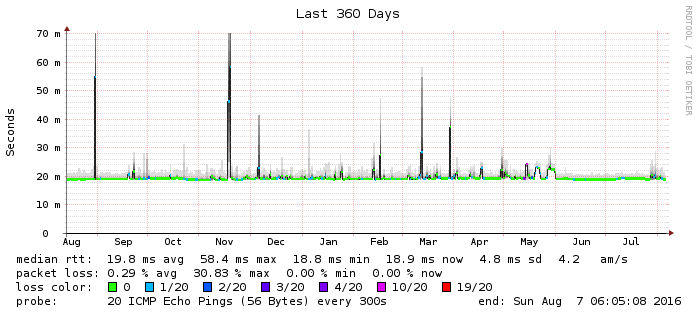 Last 360 Days
RRDTOOL / TOBI OETIKER
Seconds
70 m
60 m
50 m
40 m
30 m
20 m
10 m
0
Aug Sep Oct Nov Dec Jan Feb Mar Apr May Jun Jul
median rtt: 19.8 ms avg 58.4 ms max 18.8 ms min 18.9 ms now 4.8 ms sd 4.2 am/s
packet loss: 0.29 % avg 30.83 % max 0.00 % min 0.00 % now
loss color: 0 1/20 2/20 3/20 4/20 10/20 19/20
probe: 20 ICMP Echo Pings (56 Bytes) every 300s end: Sun Aug 7 06:05:08 2016